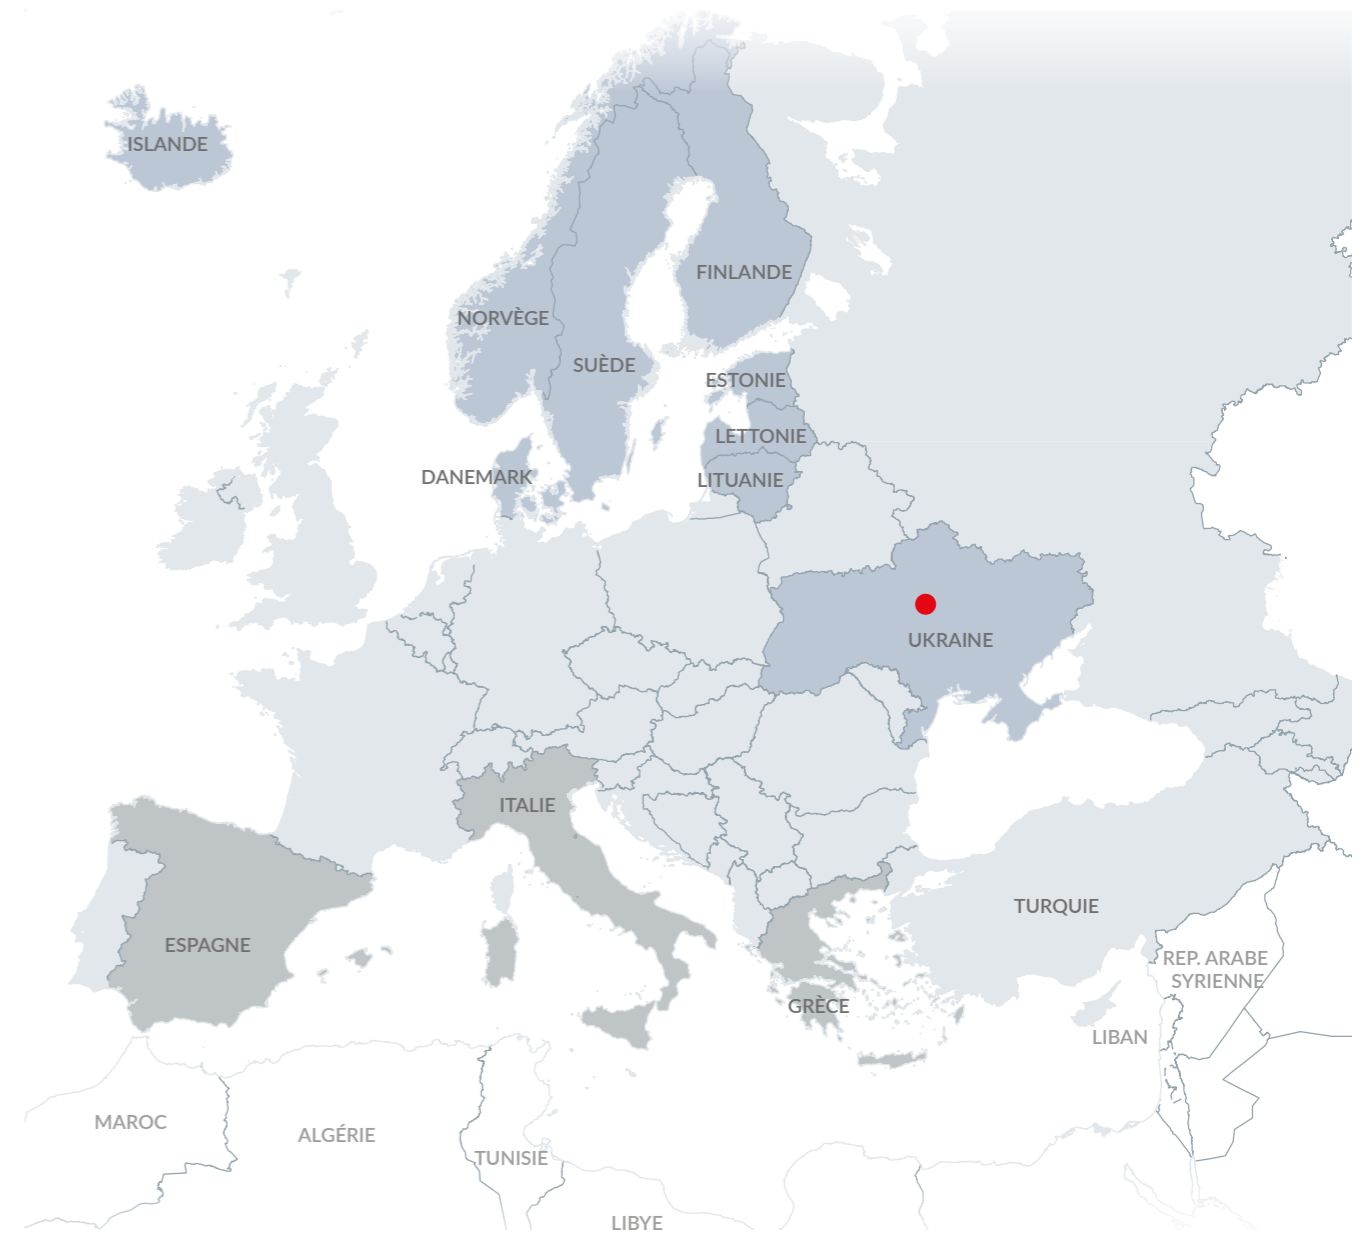 ISLANDE
FINLANDE
NORVÈGE
SUÈDE
ESTONIE
LETTONIE
DANEMARK
LITUANIE
UKRAINE
ITALIE
TURQUIE
ESPAGNE
REP. ARABE
SYRIENNE
GRÈCE
LIBAN
MAROC
ALGÉRIE
TUNISIE
LIBYE